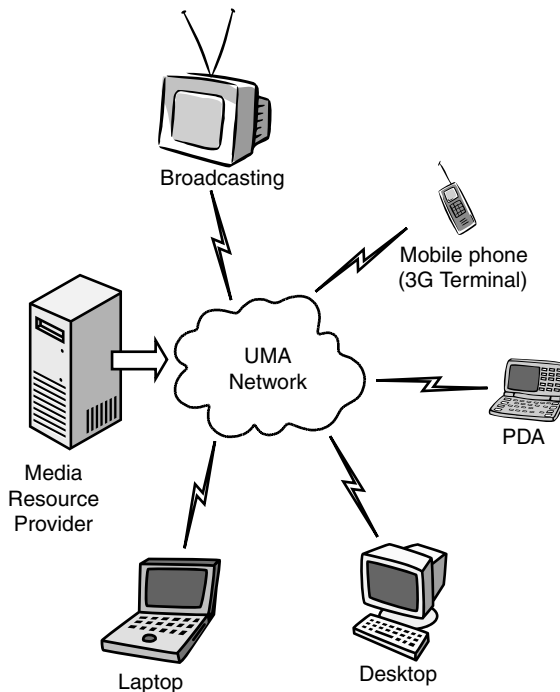 Broadcasting
Mobile phone
(3G Terminal)
UMA
Network
PDA
Media
Resource
Provider
Laptop
Desktop